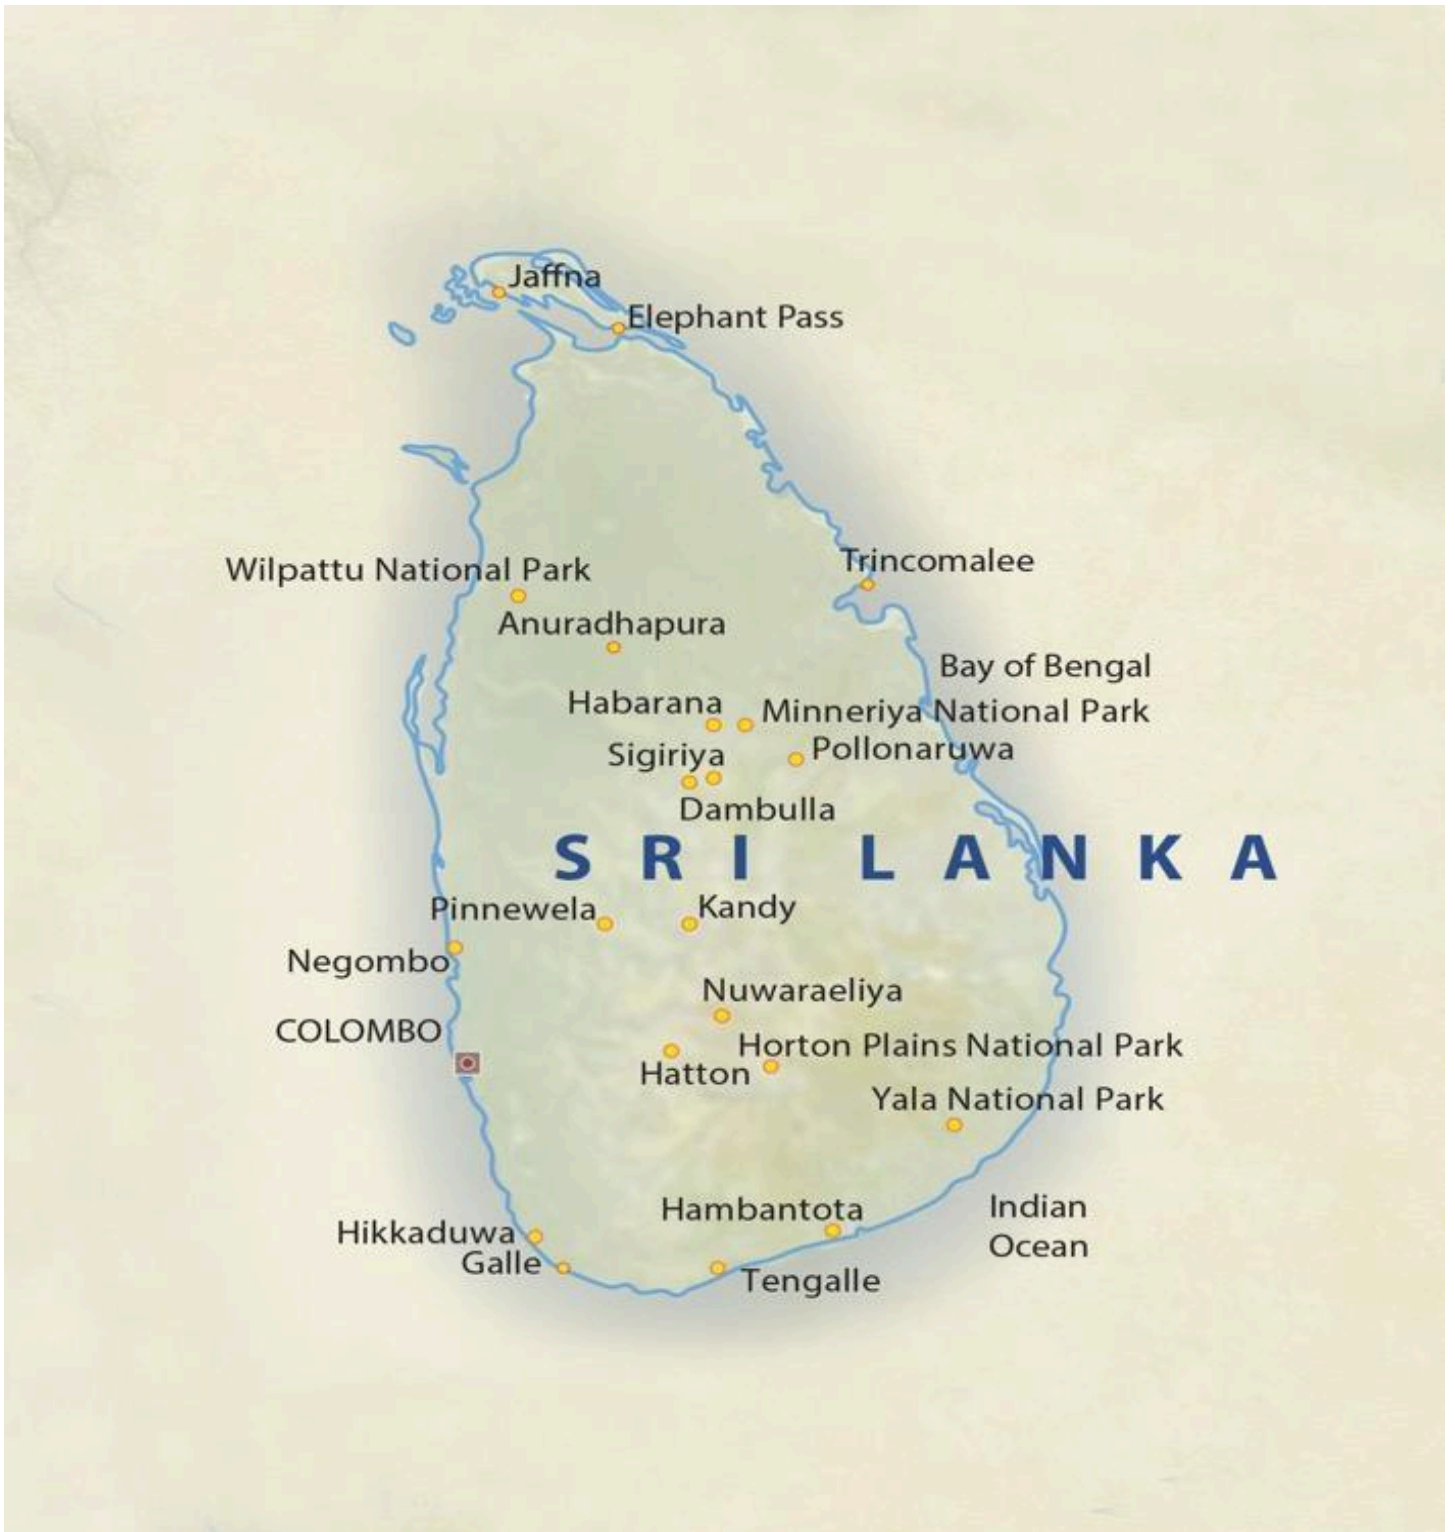 Jaffna
Elephant Pass
Trincomalee
Wilpattu National Park
Anuradhapura
Bay of Bengal
Habarana
Minneriya National Park
Pollonaruwa
Sigiriya
Dambulla
SRI LANKA
Pinnewela
Kandy
Negombo
Nuwaraeliya
COLOMBO
Horton Plains National Park
Hatton
Yala National Park
Hambantota
Indian
Ocean
Hikkaduwa
Galle
Tengalle